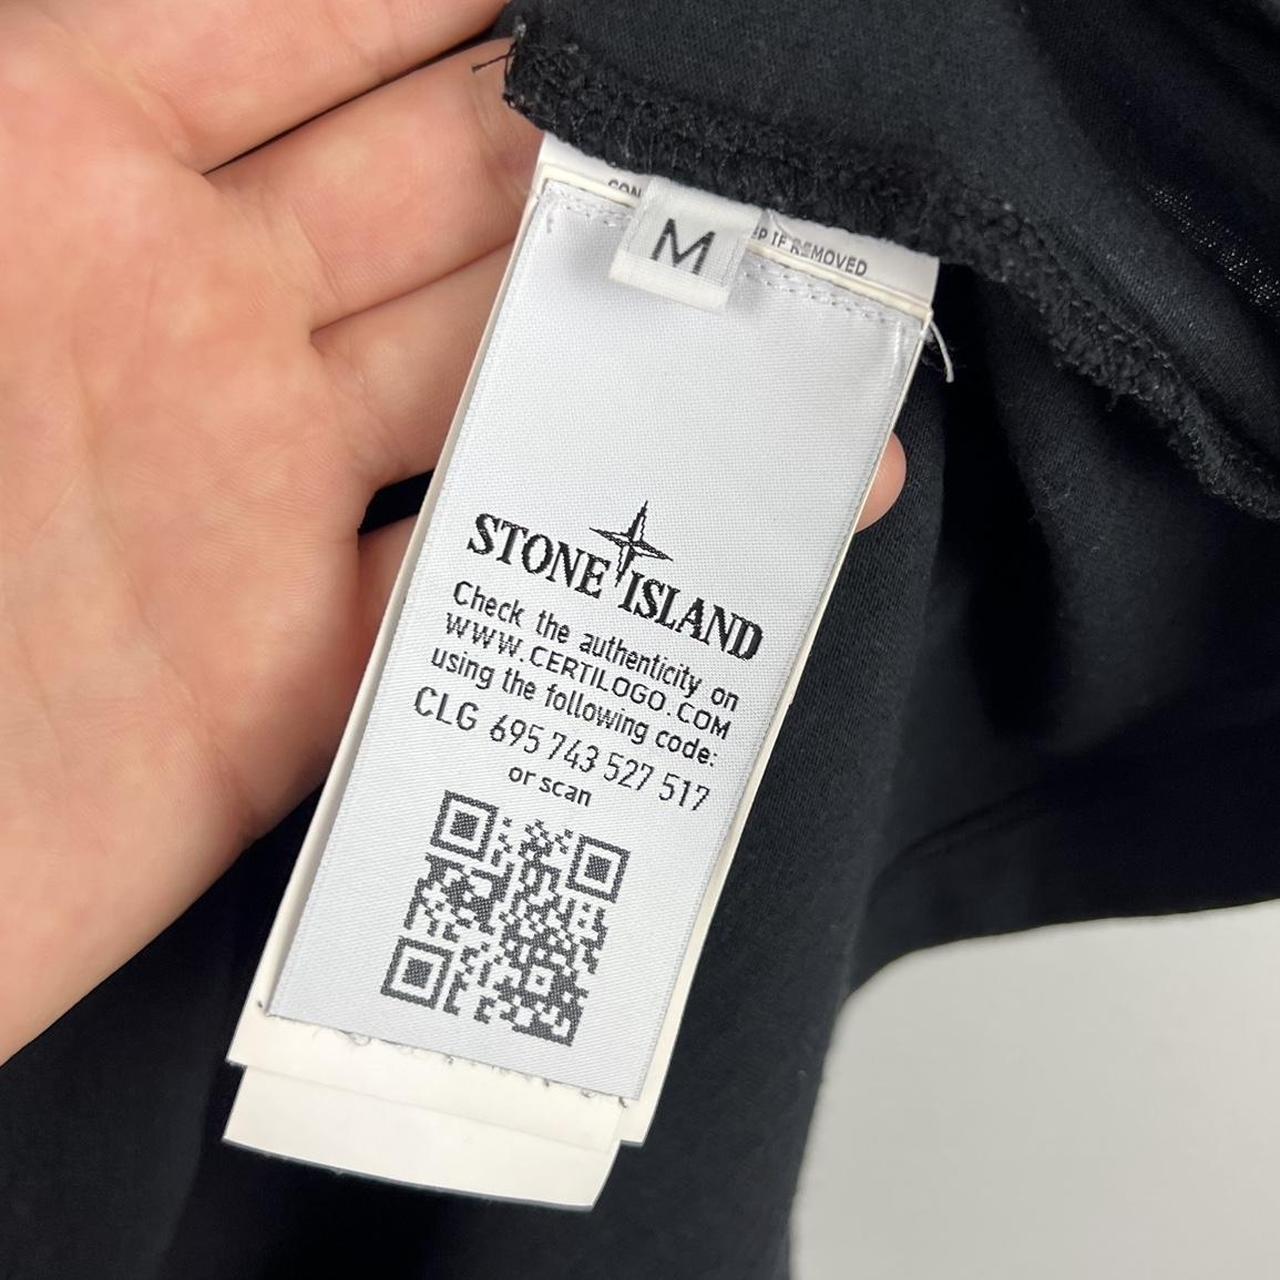 M
IF REMOVED
STONE ISLAND
Check the authenticity on
WWW.CERTILOGO.COM
using the following code:
CLG 695 743 527 517
or scan